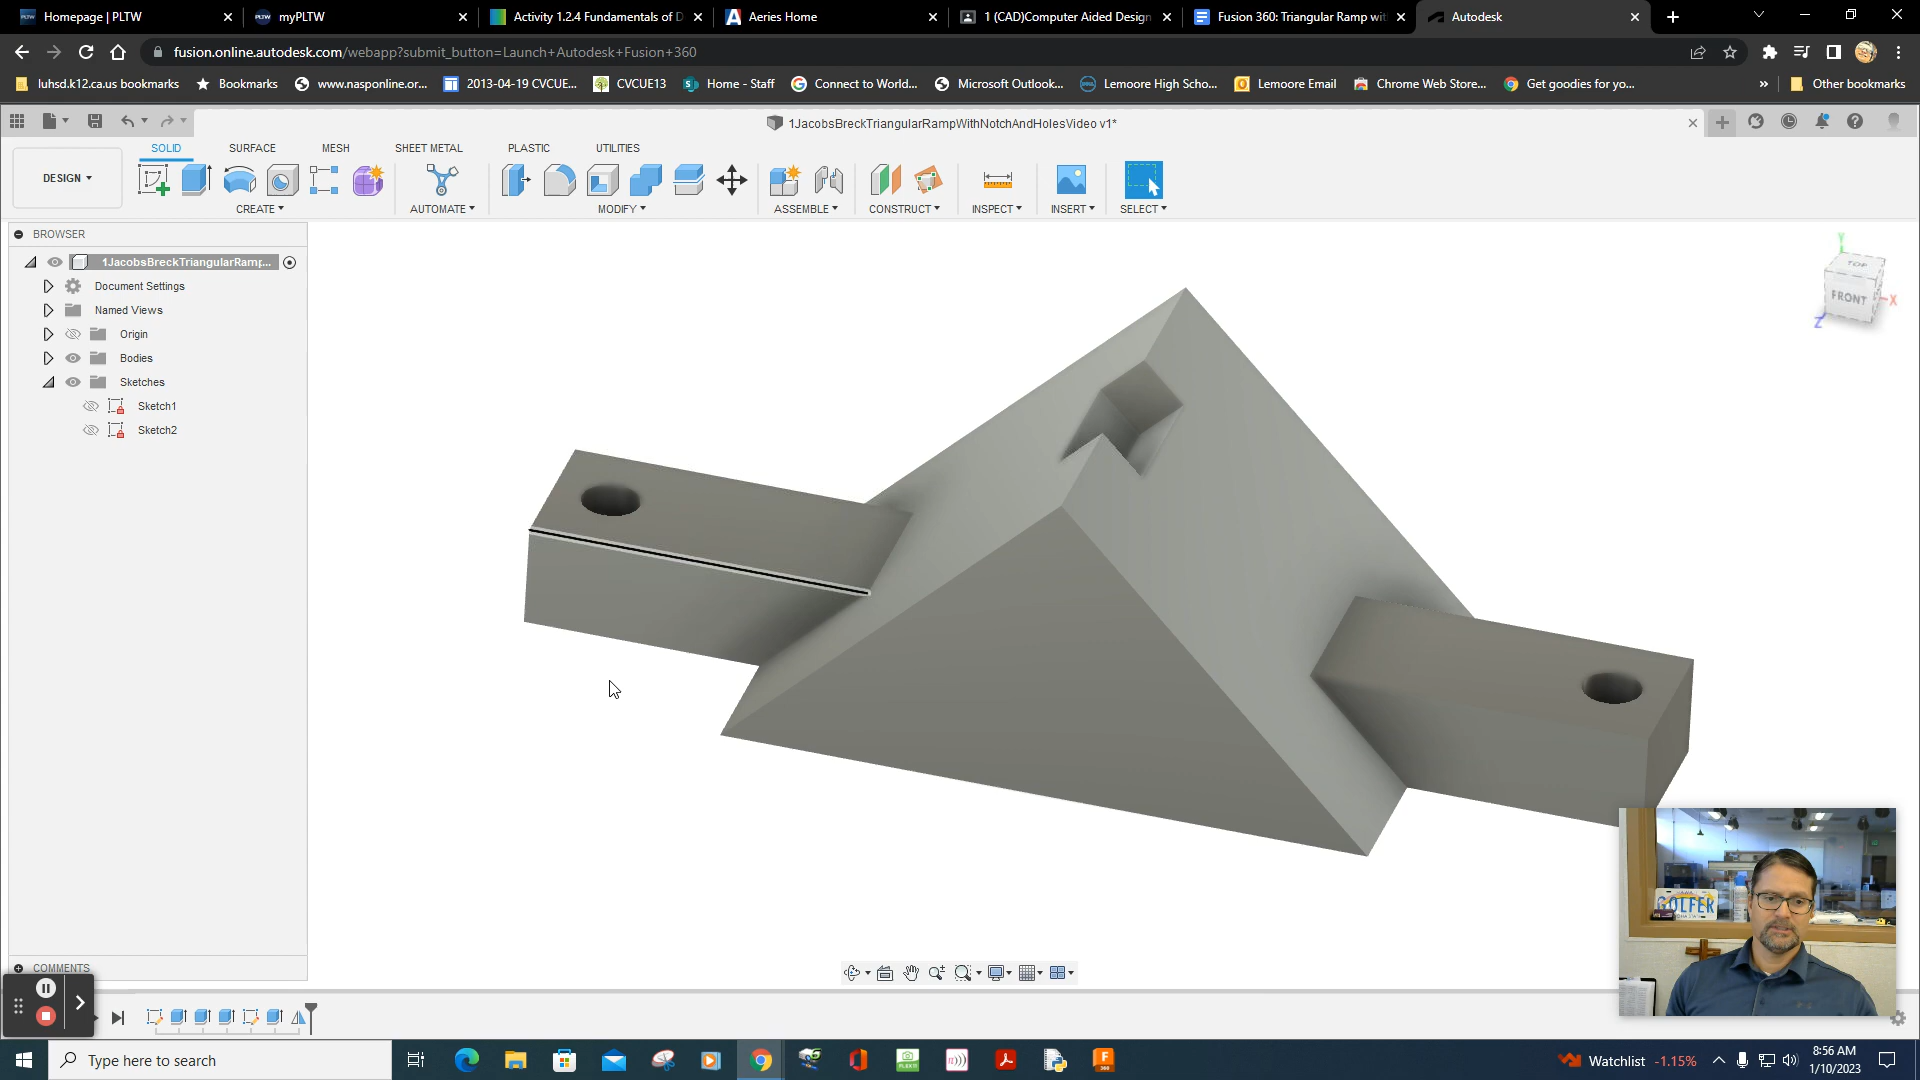 Homepage | PLTW
myPLTW
Activity 1.2.4 Fundamentals of D
Aeries Home
1 (CAD)Computer Aided Design
Fusion 360: Triangular Ramp wit
Autodesk
fusion.online.autodesk.com/webapp?submit_button=Launch+Autodesk+Fusion+360
luhsd.k12.ca.us bookmarks
Bookmarks
www.nasponline.or...
2013-04-19 CVCUE...
CVCUE13
Home - Staff
Connect to World...
Microsoft Outlook...
Lemoore High Scho...
Lemoore Email
Chrome Web Store...
Get goodies for yo...
»
Other bookmarks
1JacobsBreckTriangularRampWithNotchAndHolesVideo v1*
SOLID
SURFACE
MESH
SHEET METAL
PLASTIC
UTILITIES
DESIGN
CREATE
AUTOMATE
MODIFY
ASSEMBLE
CONSTRUCT
INSPECT
INSERT
SELECT
BROWSER
1JacobsBreckTriangularRamp...
Document Settings
Named Views
Origin
Bodies
Sketches
Sketch1
Sketch2
Y
TOP
FRONT
X
Z
GOLFER
COMMENTS
Type here to search
Watchlist -1.15%
8:56 AM
1/10/2023